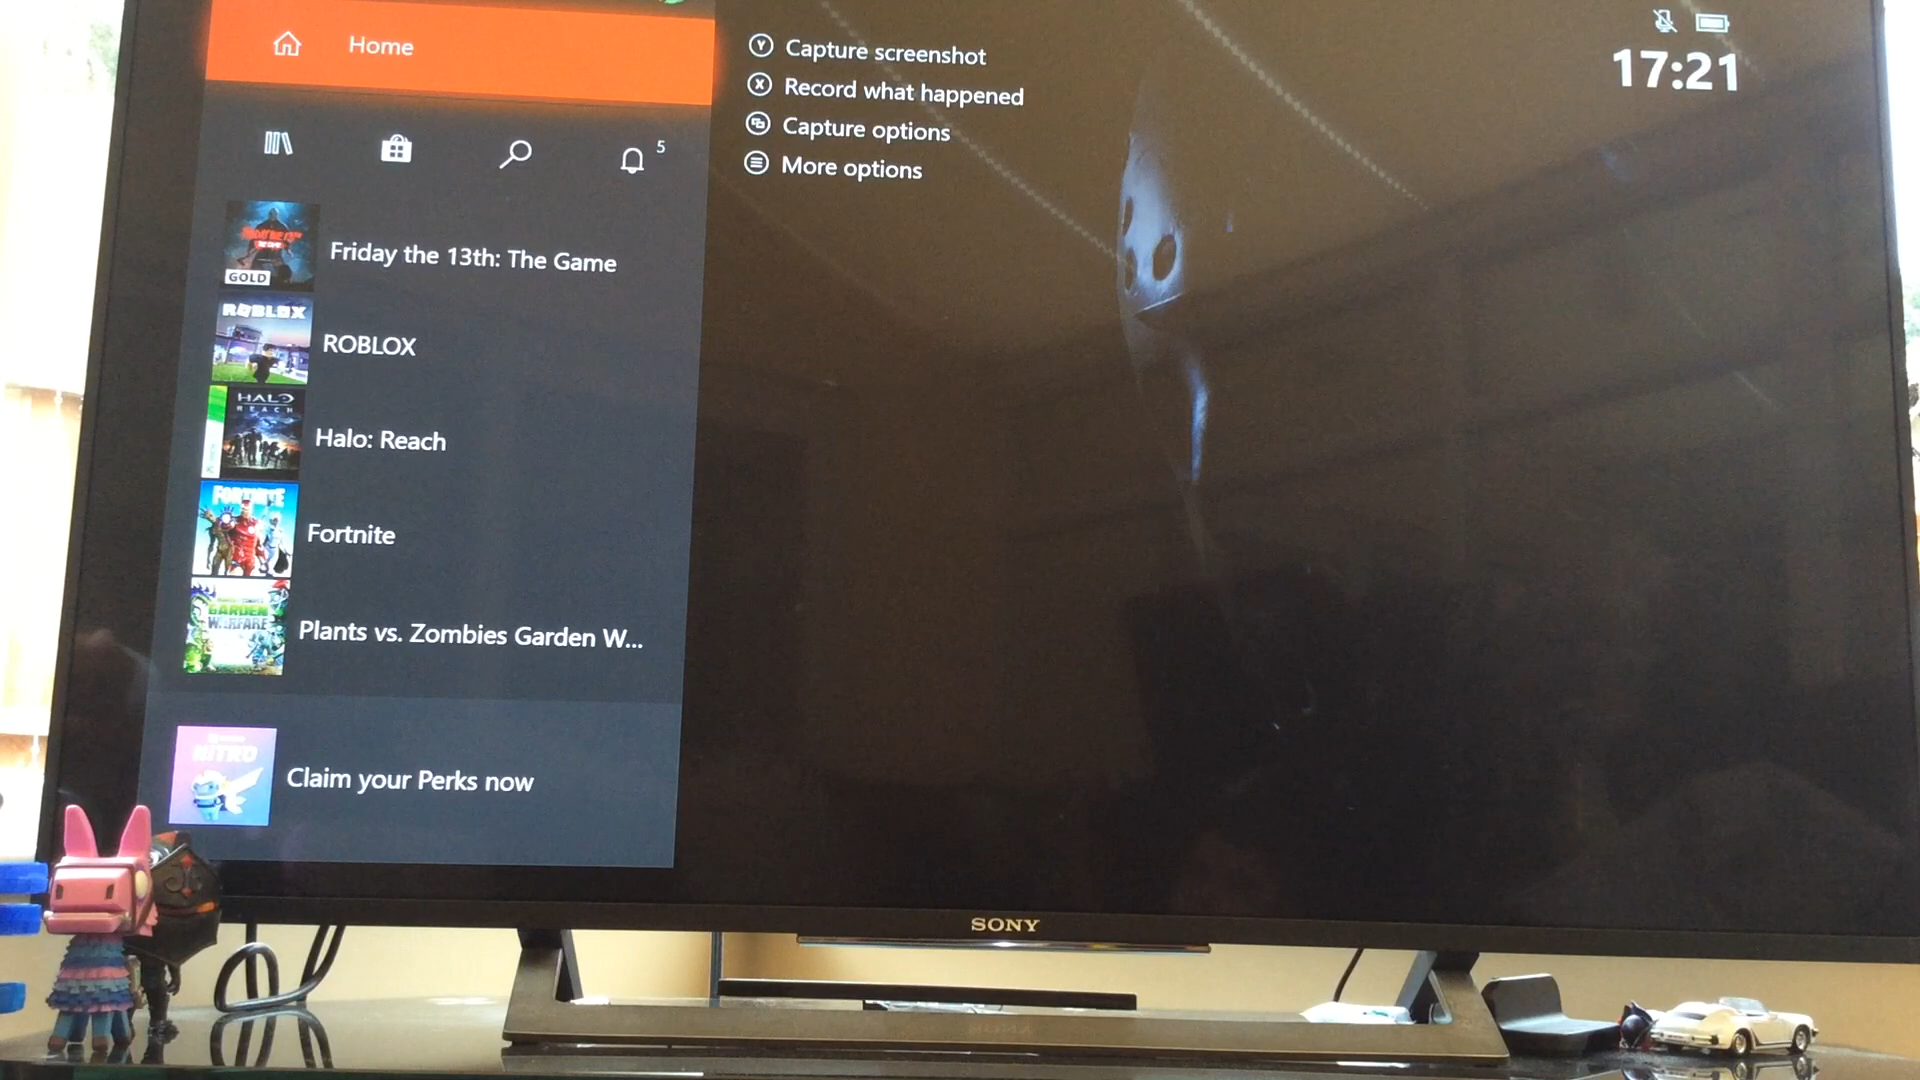 Home
Y Capture screenshot
X Record what happened
Capture options
More options
17:21
5
GOLD
Friday the 13th: The Game
ROBLOX
ROBLOX
HALO
REACH
Halo: Reach
FORTNITE
Fortnite
GARDEN
WARFARE
Plants vs. Zombies Garden W...
NITRO
Claim your Perks now
SONY